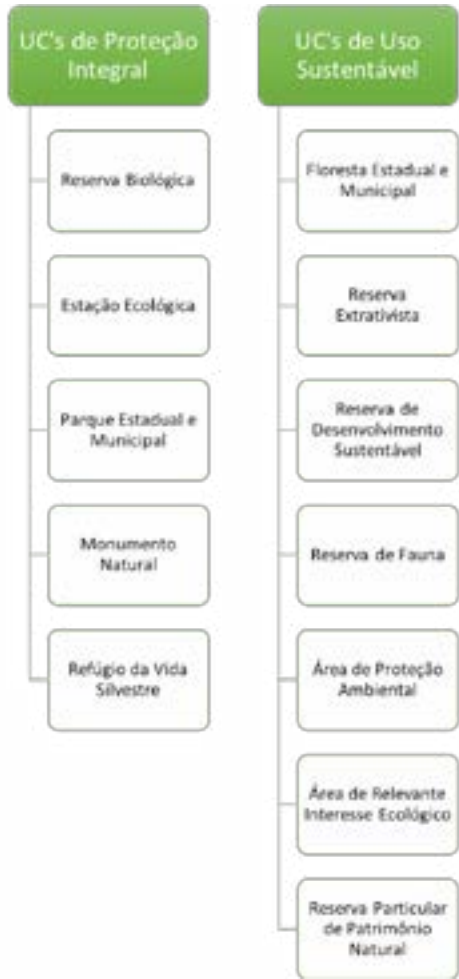 UC's de Proteção
Integral
Reserva Biológica
Estação Ecológica
Parque Estadual e
Municipal
Monumento
Natural
Refúgio da Vida
Silvestre
UC's de Uso
Sustentável
Floresta Estadual e
Municipal
Reserva
Extrativista
Reserva de
Desenvolvimento
Sustentável
Reserva de Fauna
Área de Proteção
Ambiental
Área de Relevante
Interesse Ecológico
Reserva Particular
de Patrimônio
Natural